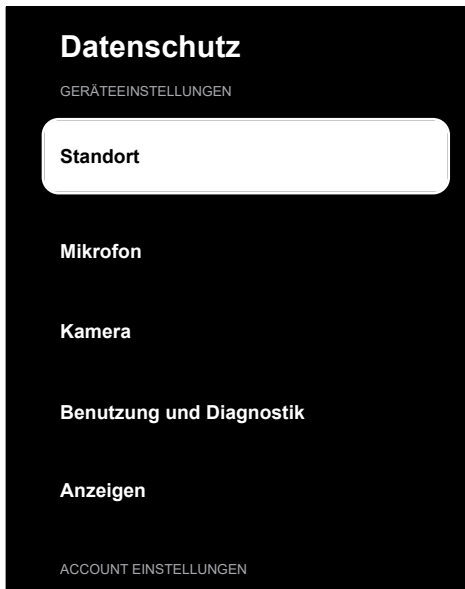 Datenschutz
GERÄTEEINSTELLUNGEN
Standort
Mikrofon
Kamera
Benutzung und Diagnostik
Anzeigen
ACCOUNT EINSTELLUNGEN